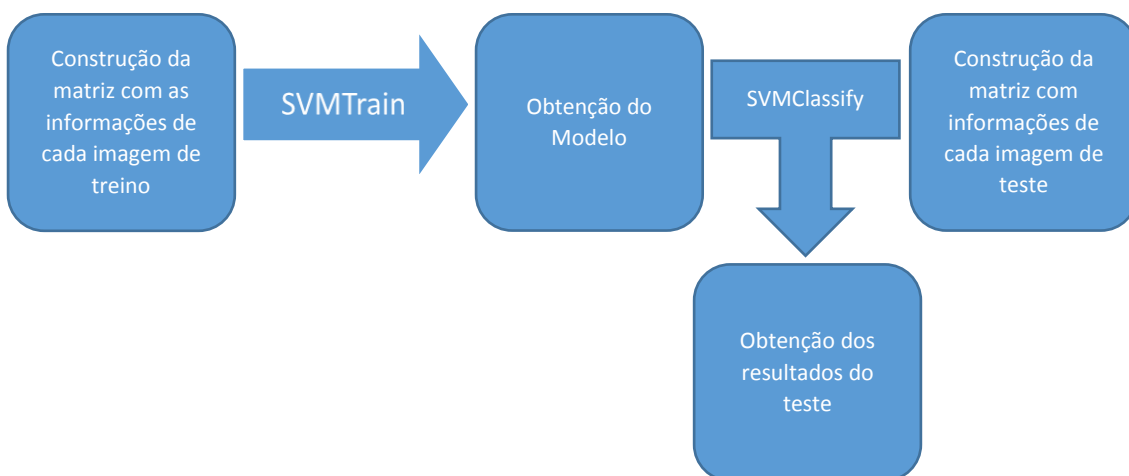 Construção da
matriz com as
informações de
cada imagem de
treino
SVMTrain
Obtenção do
Modelo
SVMClassify
Construção da
matriz com
informações de
cada imagem de
teste
Obtenção dos
resultados do
teste